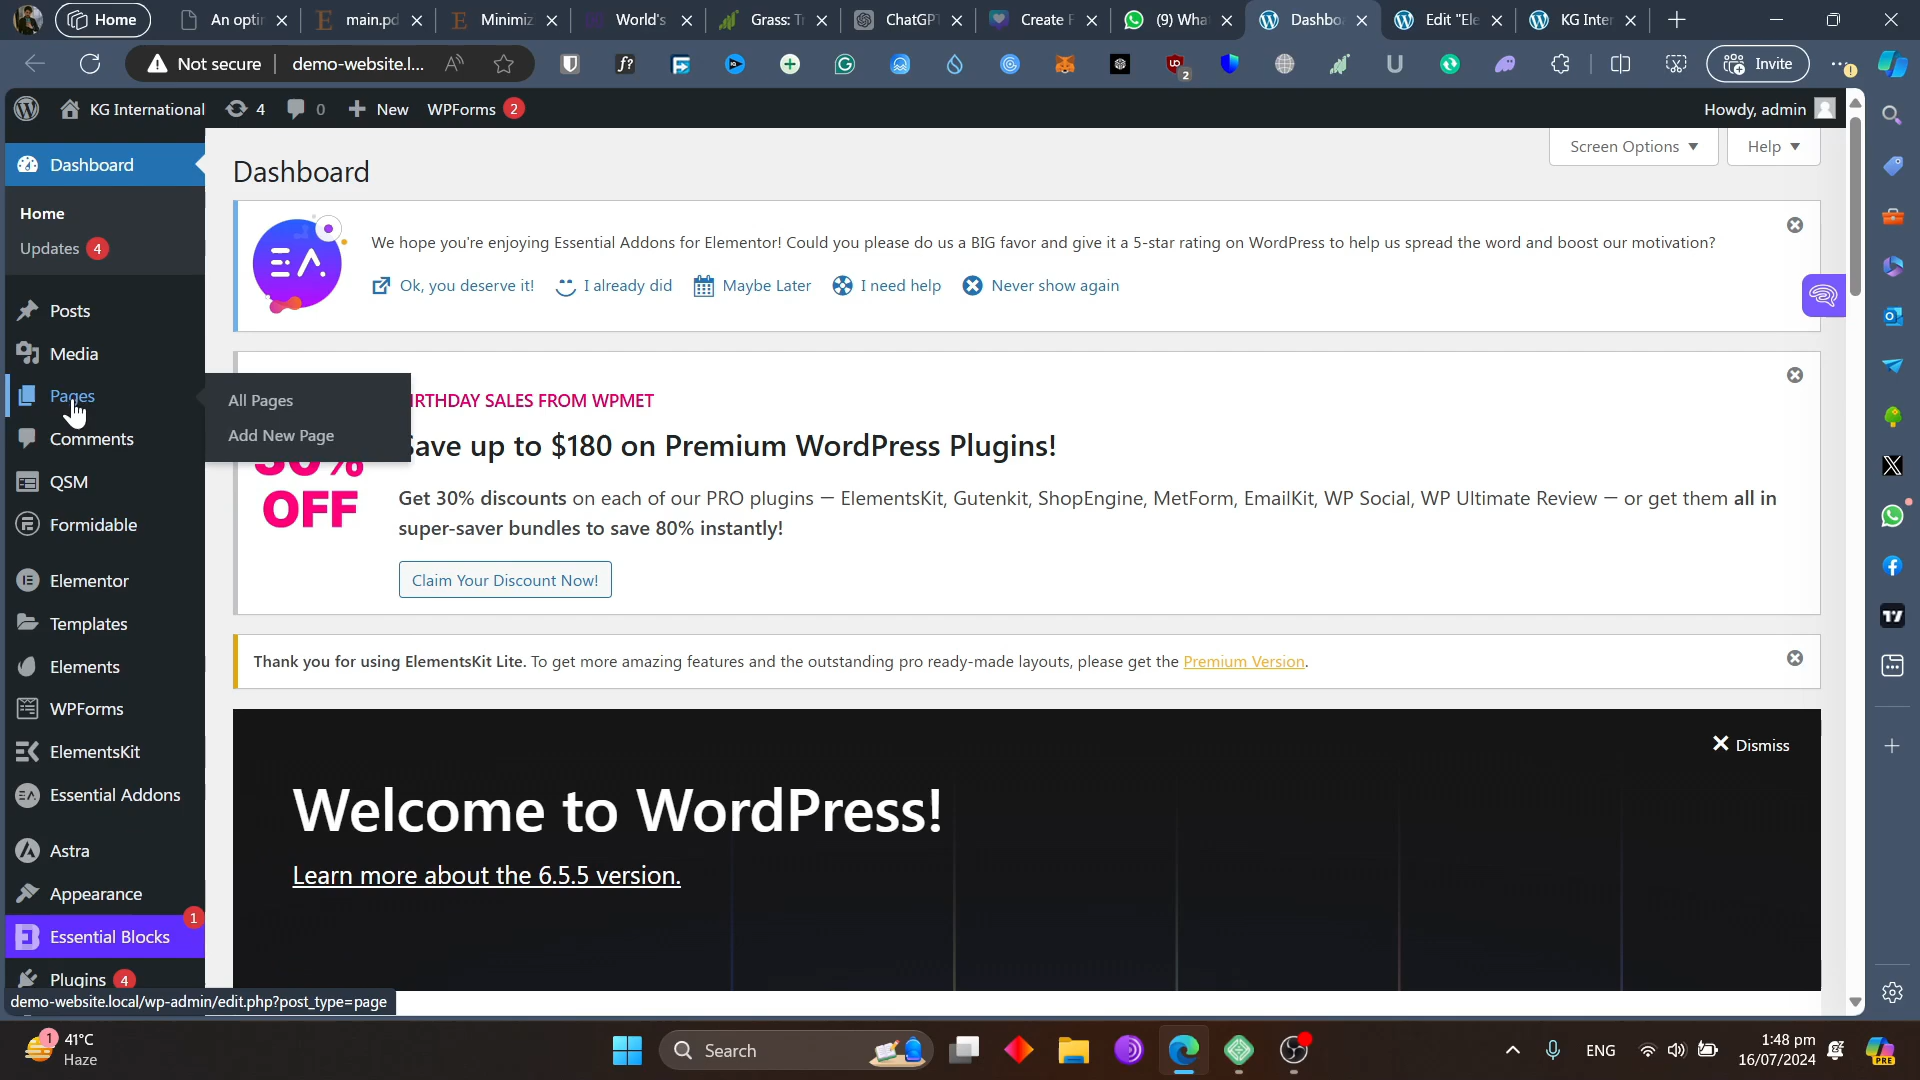 Home
An opti
main.pd
Minimiz
World's
Grass: T
ChatGP
Create F
(9) Wha
Dashbo
Edit "Ele
KG Inter
Not secure
demo-website.l...
2
Invite
KG International
4
0
New
WPForms
2
Howdy, admin
Dashboard
Home
Updates 4
Posts
Media
Pages
All Pages
Add New Page
Comments
QSM
Formidable
Elementor
Templates
Elements
WPForms
ElementsKit
Essential Addons
Astra
Appearance
1
Essential Blocks
Plugins 4
demo-website.local/wp-admin/edit.php?post_type=page
Dashboard
Screen Options
Help
We hope you're enjoying Essential Addons for Elementor! Could you please do us a BIG favor and give it a 5-star rating on WordPress to help us spread the word and boost our motivation?
Ok, you deserve it!
I already did
Maybe Later
I need help
Never show again
IRTHDAY SALES FROM WPMET
Save up to $180 on Premium WordPress Plugins!
30%
OFF
Get 30% discounts on each of our PRO plugins — ElementsKit, Gutenkit, ShopEngine, MetForm, EmailKit, WP Social, WP Ultimate Review — or get them all in
super-saver bundles to save 80% instantly!
Claim Your Discount Now!
Thank you for using ElementsKit Lite. To get more amazing features and the outstanding pro ready-made layouts, please get the Premium Version.
Dismiss
Welcome to WordPress!
Learn more about the 6.5.5 version.
1
41°C
Haze
Search
ENG
1:48 pm
16/07/2024
PRE